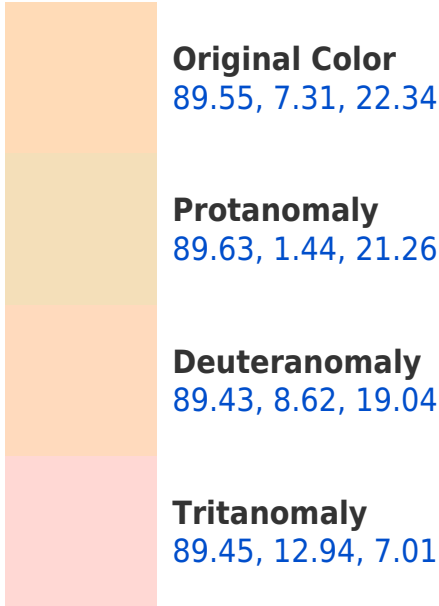 Original Color
89.55, 7.31, 22.34
Protanomaly
89.63, 1.44, 21.26
Deuteranomaly
89.43, 8.62, 19.04
Tritanomaly
89.45, 12.94, 7.01